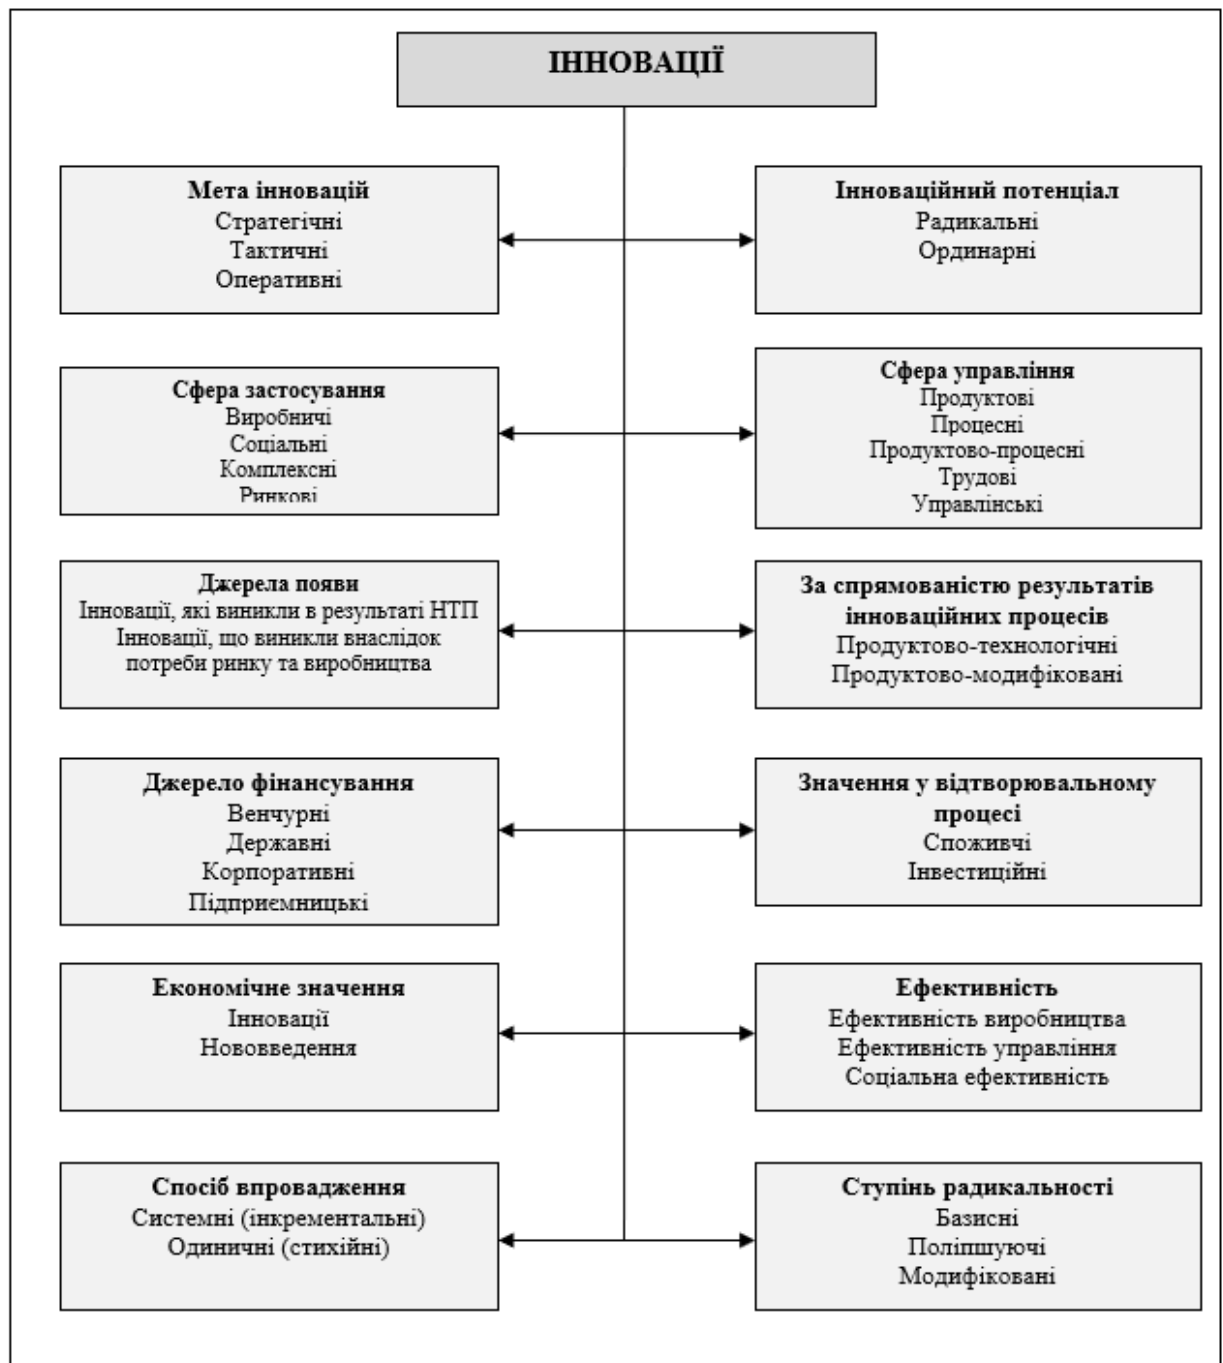 ІННОВАЦІЇ
Мета інновацій
Стратегічні
Тактичні
Оперативні
Інноваційний потенціал
Радикальні
Ординарні
Сфера застосування
Виробничі
Соціальні
Комплексні
Ринкові
Сфера управління
Продуктові
Процесні
Продуктово-процесні
Трудові
Управлінські
Джерела появи
Інновації, які виникли в результаті НТП
Інновації, що виникли внаслідок
потреби ринку та виробництва
За спрямованістю результатів
інноваційних процесів
Продуктово-технологічні
Продуктово-модифіковані
Джерело фінансування
Венчурні
Державні
Корпоративні
Підприємницькі
Значення у відтворювальному
процесі
Споживчі
Інвестиційні
Економічне значення
Інновації
Нововведення
Ефективність
Ефективність виробництва
Ефективність управління
Соціальна ефективність
Спосіб впровадження
Системні (інкрементальні)
Одиничні (стихійні)
Ступінь радикальності
Базисні
Поліпшуючі
Модифіковані